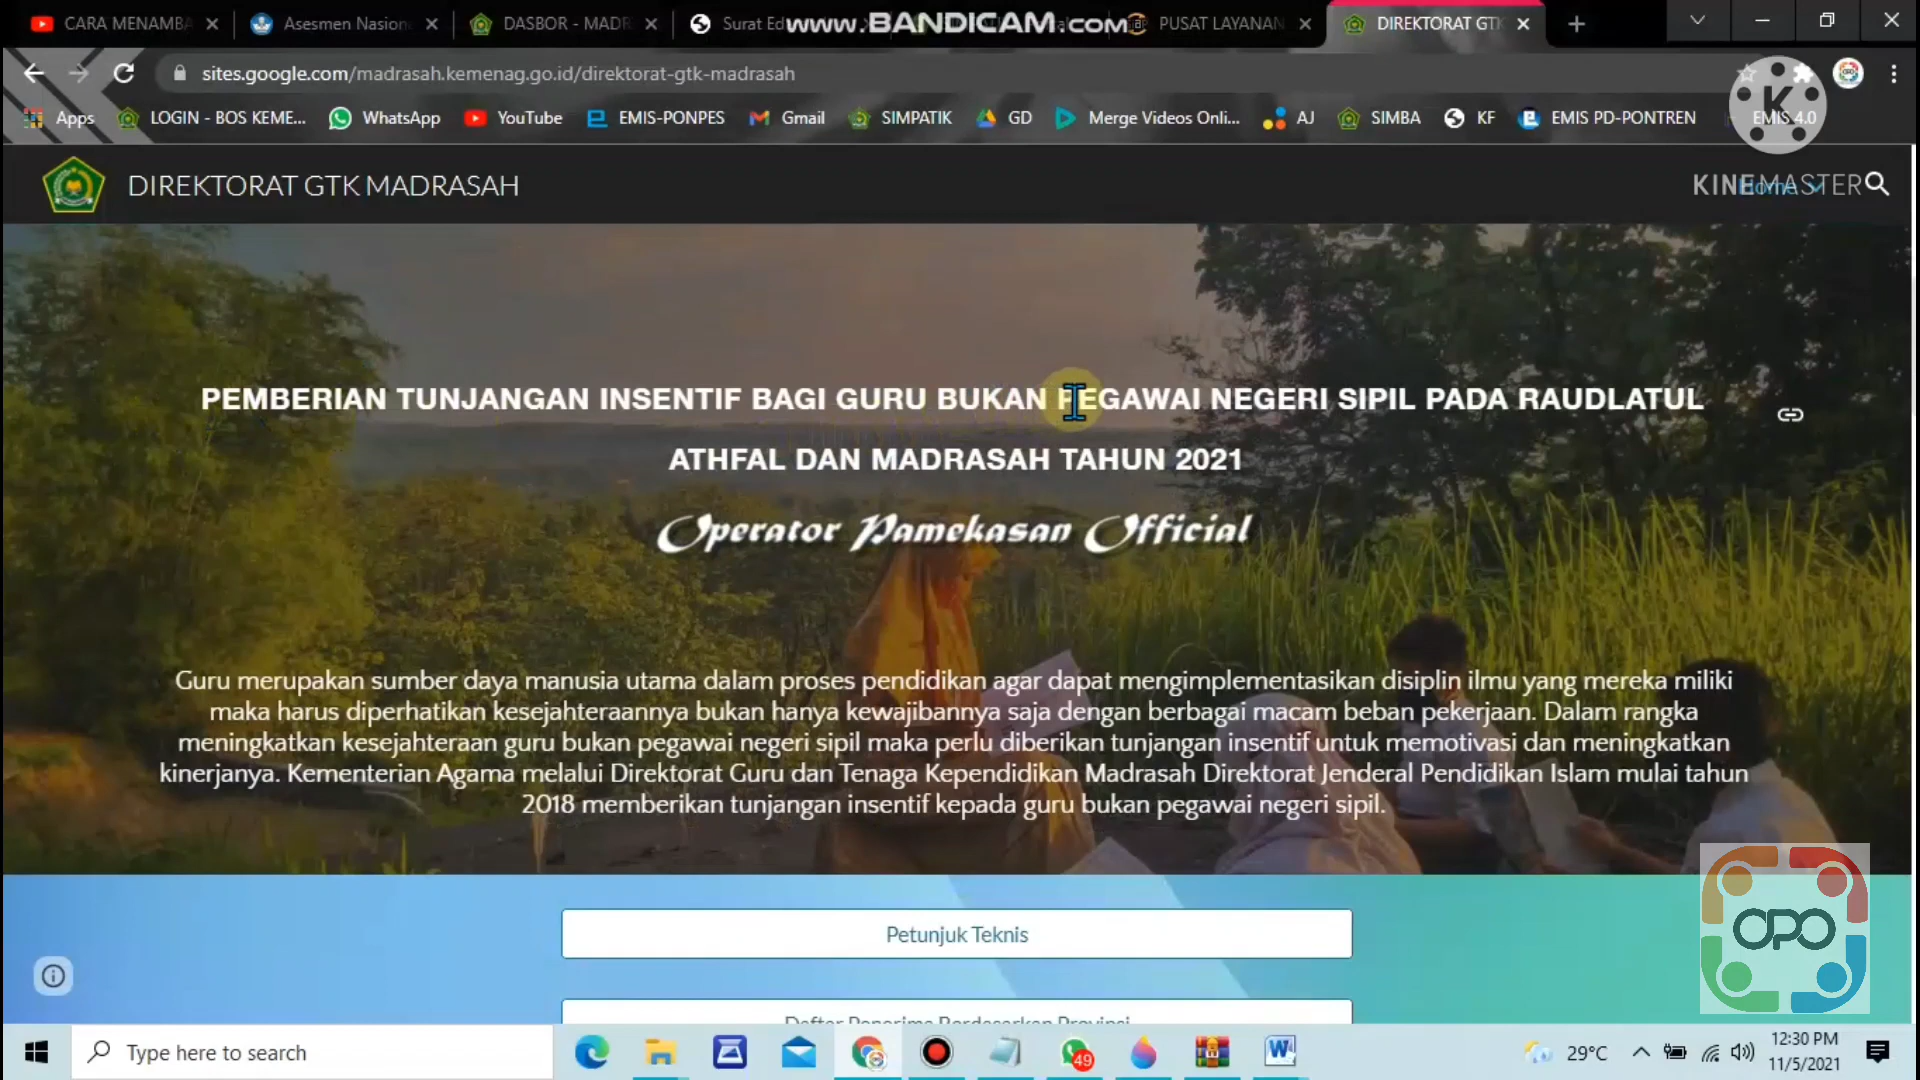 CARA MENAMBA
Asesmen Nasion
DASBOR - MADR
Surat Ed
www.BANDICAM.com
PUSAT LAYANAN
DIREKTORAT GTK
sites.google.com/madrasah.kemenag.go.id/direktorat-gtk-madrasah
Apps
LOGIN - BOS KEME...
WhatsApp
YouTube
EMIS-PONPES
Gmail
SIMPATIK
GD
Merge Videos Onli...
AJ
SIMBA
KF
EMIS PD-PONTREN
EMIS 4.0
K
DIREKTORAT GTK MADRASAH
KINEMASTER
PEMBERIAN TUNJANGAN INSENTIF BAGI GURU BUKAN PEGAWAI NEGERI SIPIL PADA RAUDLATUL
ATHFAL DAN MADRASAH TAHUN 2021
Operator Pamekasan Official
Guru merupakan sumber daya manusia utama dalam proses pendidikan agar dapat mengimplementasikan disiplin ilmu yang mereka miliki
maka harus diperhatikan kesejahteraannya bukan hanya kewajibannya saja dengan berbagai macam beban pekerjaan. Dalam rangka
meningkatkan kesejahteraan guru bukan pegawai negeri sipil maka perlu diberikan tunjangan insentif untuk memotivasi dan meningkatkan
kinerjanya. Kementerian Agama melalui Direktorat Guru dan Tenaga Kependidikan Madrasah Direktorat Jenderal Pendidikan Islam mulai tahun
2018 memberikan tunjangan insentif kepada guru bukan pegawai negeri sipil.
Petunjuk Teknis
Daftar Penerima Berdasarkan Provinsi
OPO
Type here to search
49
29°C
12:30 PM
11/5/2021